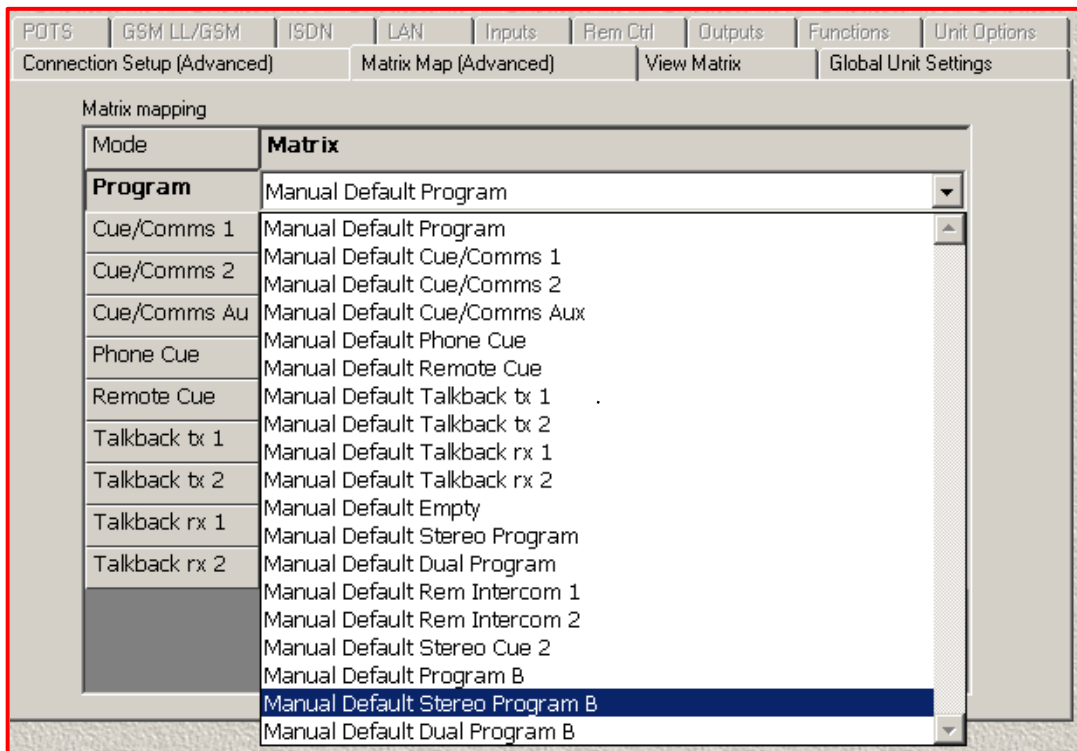 POTS GSM LL/GSM ISDN LAN Inputs Rem Ctrl Outputs Functions Unit Options
Connection Setup (Advanced) Matrix Map (Advanced) View Matrix Global Unit Settings
Matrix mapping
Mode Matrix
Program Manual Default Program
Cue/Comms 1
Cue/Comms 2
Cue/Comms Au
Phone Cue
Remote Cue
Talkback tx 1
Talkback tx 2
Talkback rx 1
Talkback rx 2
Manual Default Program
Manual Default Cue/Comms 1
Manual Default Cue/Comms 2
Manual Default Cue/Comms Aux
Manual Default Phone Cue
Manual Default Remote Cue
Manual Default Talkback tx 1
Manual Default Talkback tx 2
Manual Default Talkback rx 1
Manual Default Talkback rx 2
Manual Default Empty
Manual Default Stereo Program
Manual Default Dual Program
Manual Default Rem Intercom 1
Manual Default Rem Intercom 2
Manual Default Stereo Cue 2
Manual Default Program B
Manual Default Stereo Program B
Manual Default Dual Program B